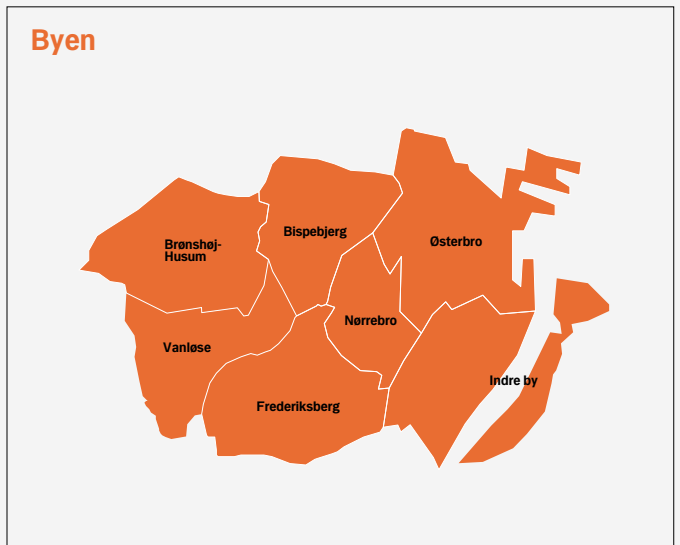 Byen
Bispebjerg
Østerbro
Brønshøj-
Husum
Nørrebro
Vanløse
Indre by
Frederiksberg